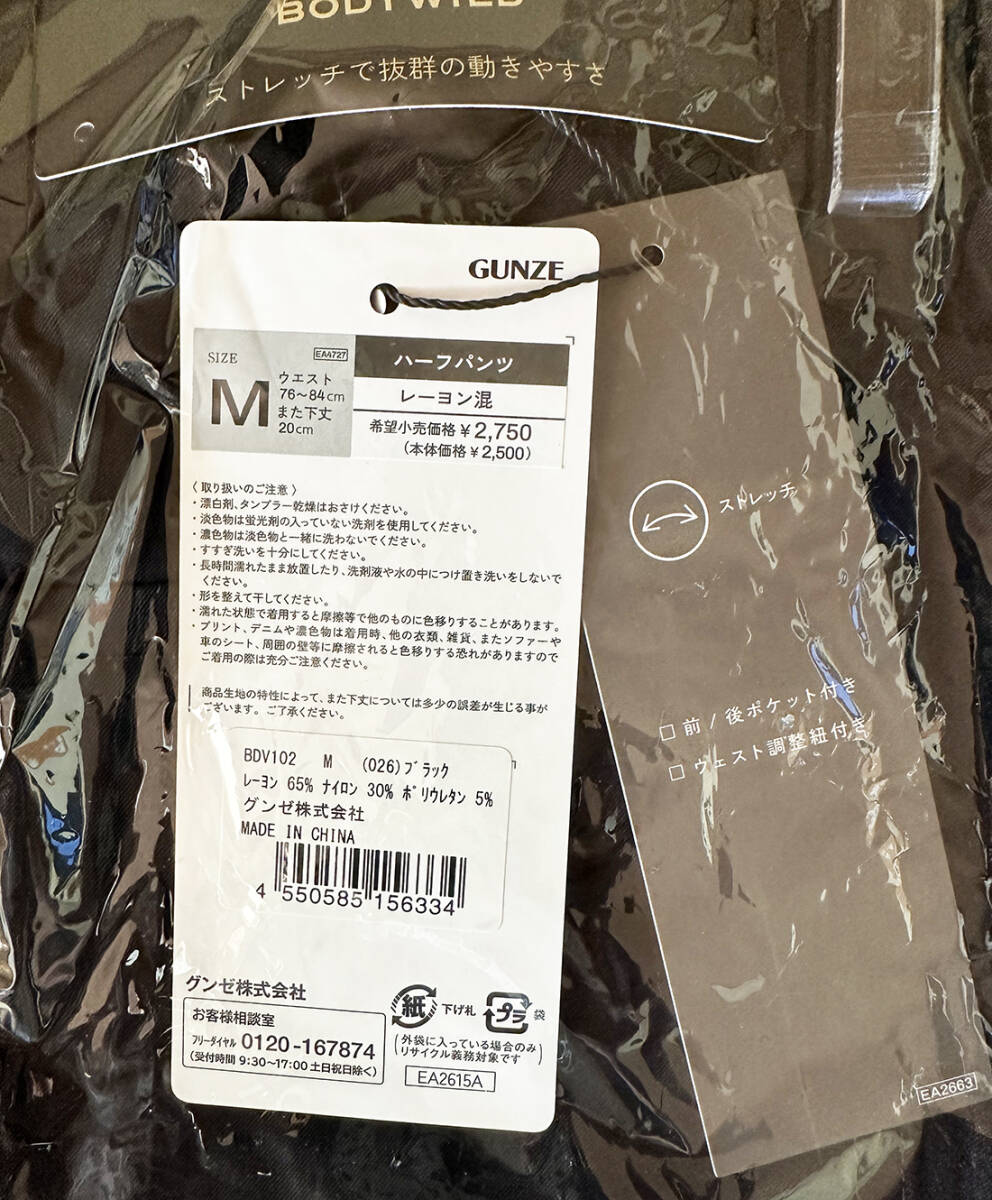 BODYWILD
ストレッチで抜群の動きやすさ
GUNZE
SIZE
EA4727
M
ウエスト
76～84cm
また下丈
20cm
ハーフパンツ
レーヨン混
希望小売価格￥2,750
（本体価格￥2,500）
〈 取り扱いのご注意 〉
・漂白剤、タンブラー乾燥はおさけください。
・淡色物は蛍光剤の入っていない洗剤を使用してください。
・濃色物は淡色物と一緒に洗わないでください。
・すすぎ洗いを十分にしてください。
・長時間濡れたまま放置したり、洗剤液や水の中につけ置き洗いをしないで
ください。
・形を整えて干してください。
・濡れた状態で着用すると摩擦等で他のものに色移りすることがあります。
・プリント、デニムや濃色物は着用時、他の衣類、雑貨、またソファーや
車のシート、周囲の壁等に摩擦されると色移りする恐れがありますので
ご着用の際は充分ご注意ください。
商品生地の特性によって、また下丈については多少の誤差が生じる事が
ございます。ご了承ください。
BDV102 M (026)ブラック
レーヨン 65% ナイロン 30% ポリウレタン 5%
グンゼ株式会社
MADE IN CHINA
4 550585 156334
グンゼ株式会社
お客様相談室
フリーダイヤル 0120-167874
（受付時間 9:30～17:00 土日祝日除く）
紙 下げ札
プラ 袋
（外袋に入っている場合のみ
リサイクル義務対象です）
EA2615A
ストレッチ
□ 前 / 後ポケット付き
□ ウェスト調整紐付き
EA2663